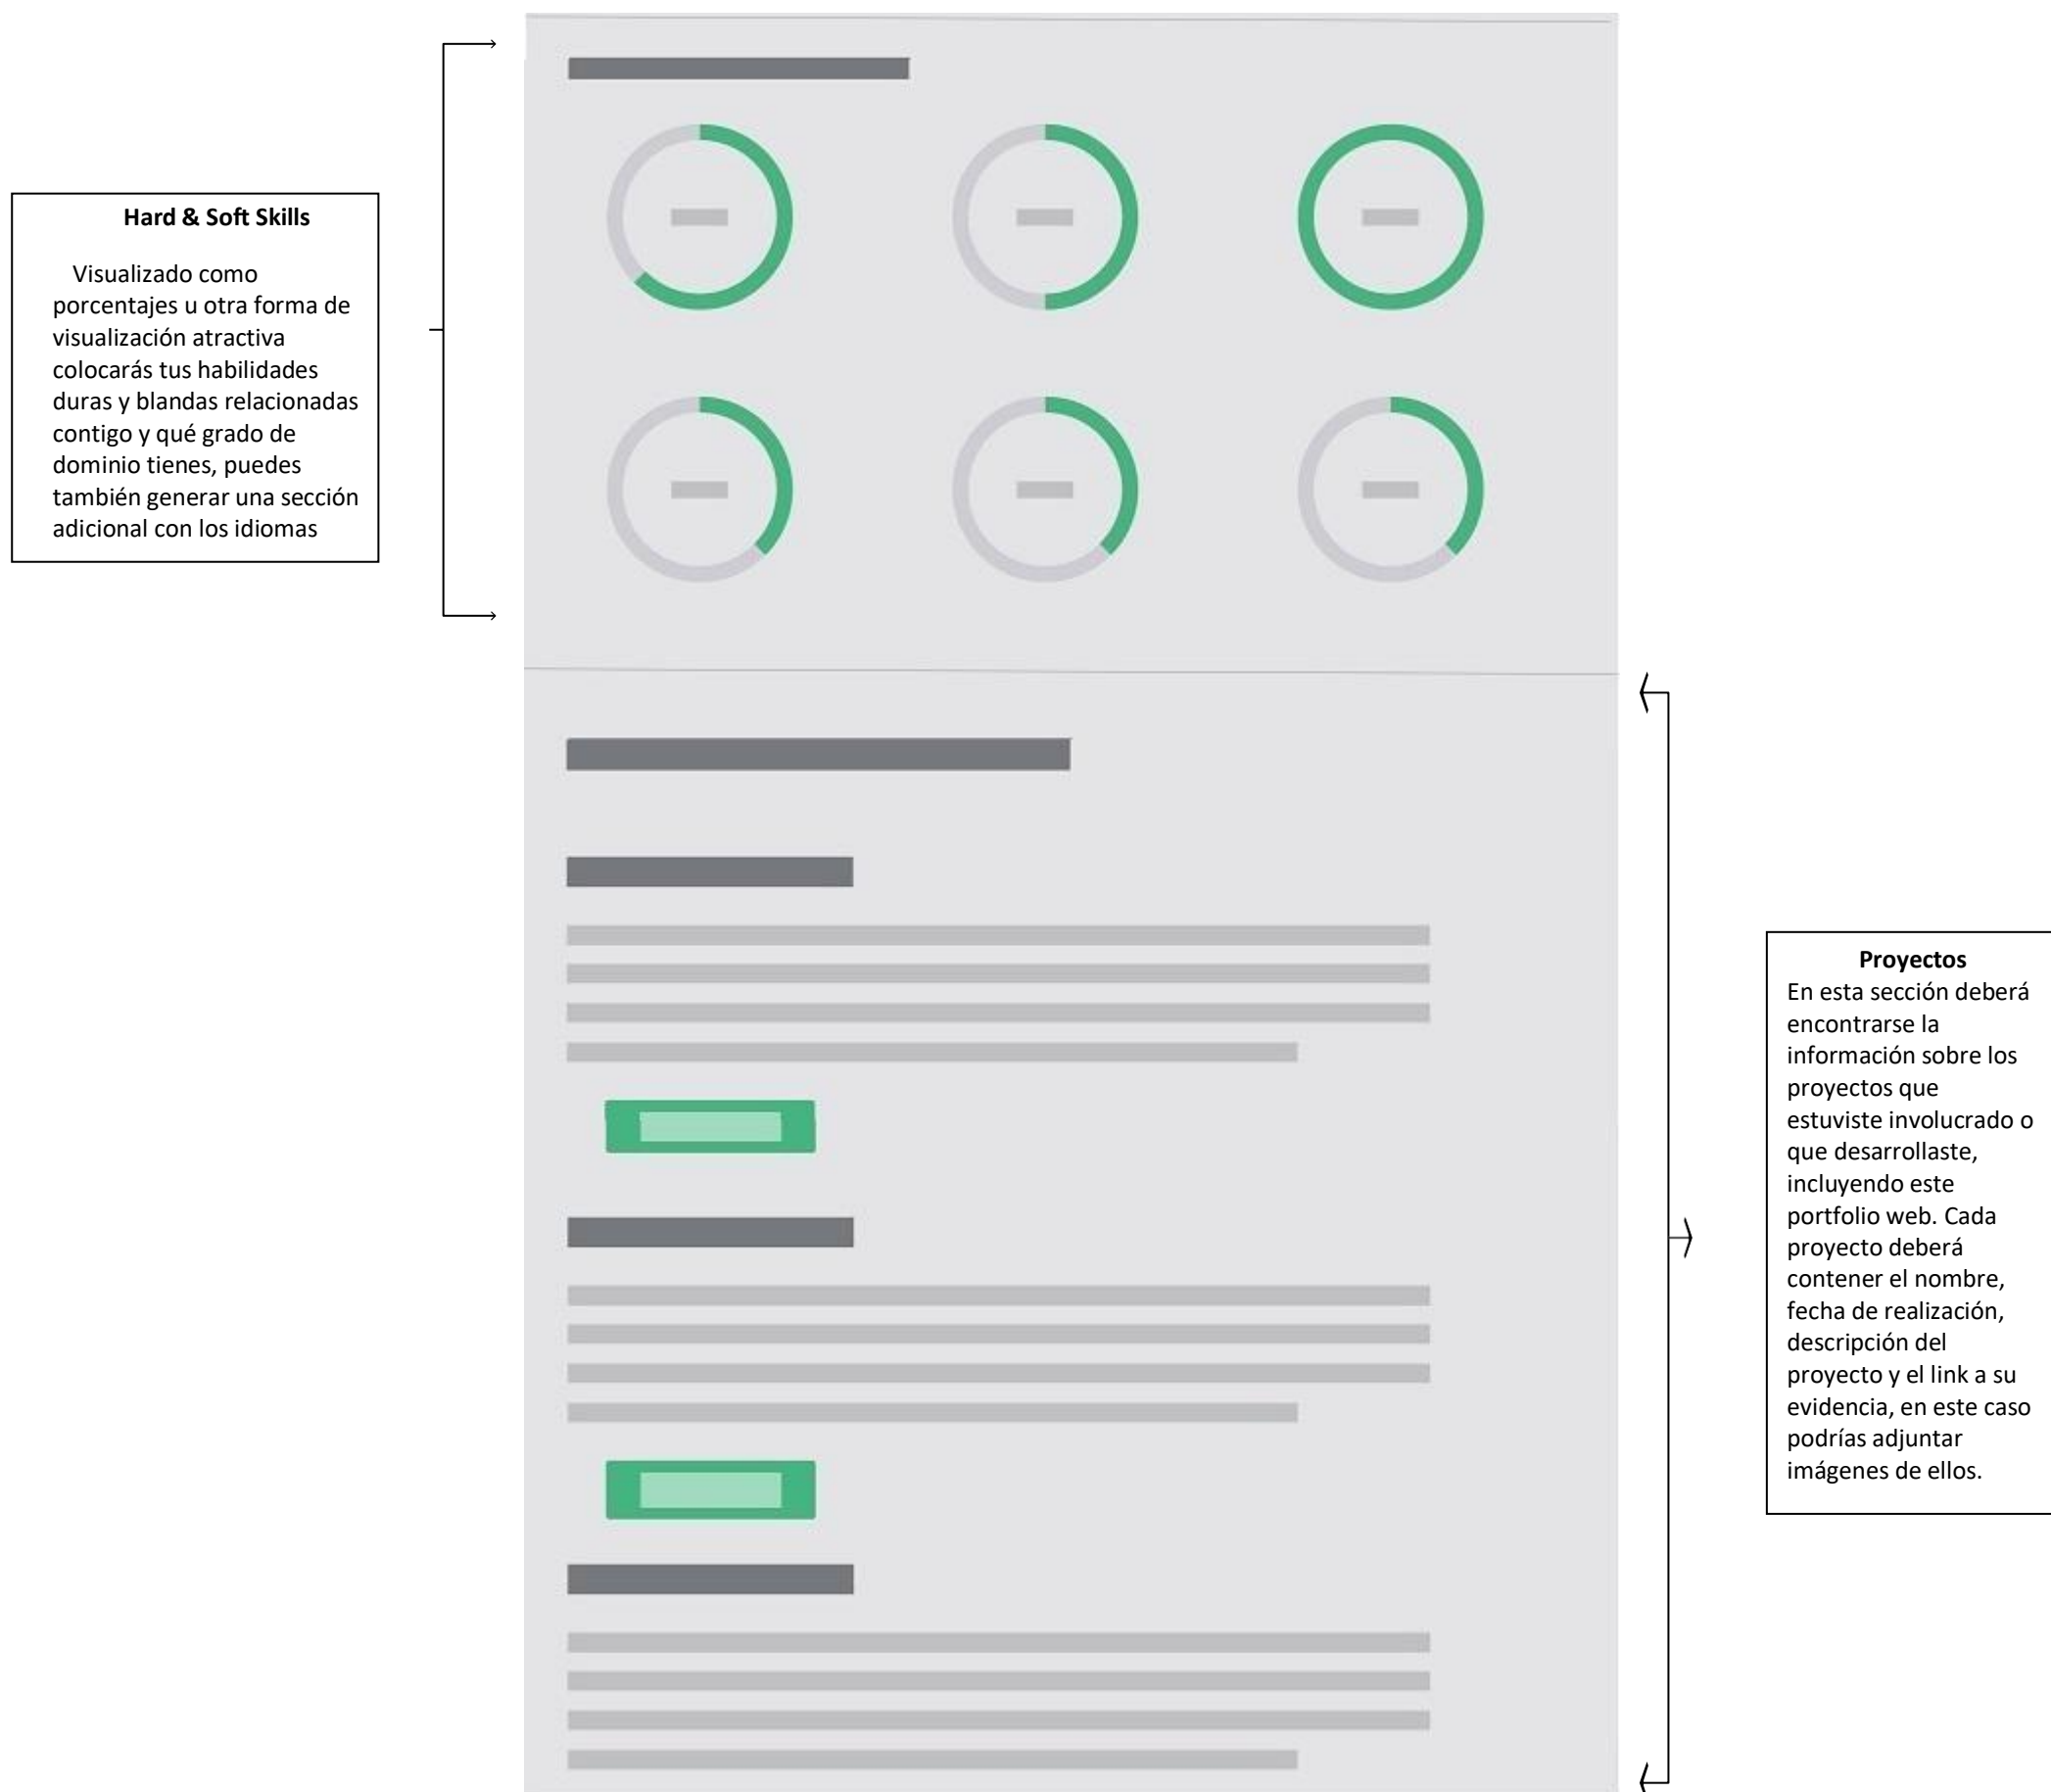 Hard & Soft Skills
Visualizado como
porcentajes u otra forma de
visualización atractiva
colocarás tus habilidades
duras y blandas relacionadas
contigo y qué grado de
dominio tienes, puedes
también generar una sección
adicional con los idiomas
Proyectos
En esta sección deberá
encontrarse la
información sobre los
proyectos que
estuviste involucrado o
que desarrollaste,
incluyendo este
portfolio web. Cada
proyecto deberá
contener el nombre,
fecha de realización,
descripción del
proyecto y el link a su
evidencia, en este caso
podrías adjuntar
imágenes de ellos.